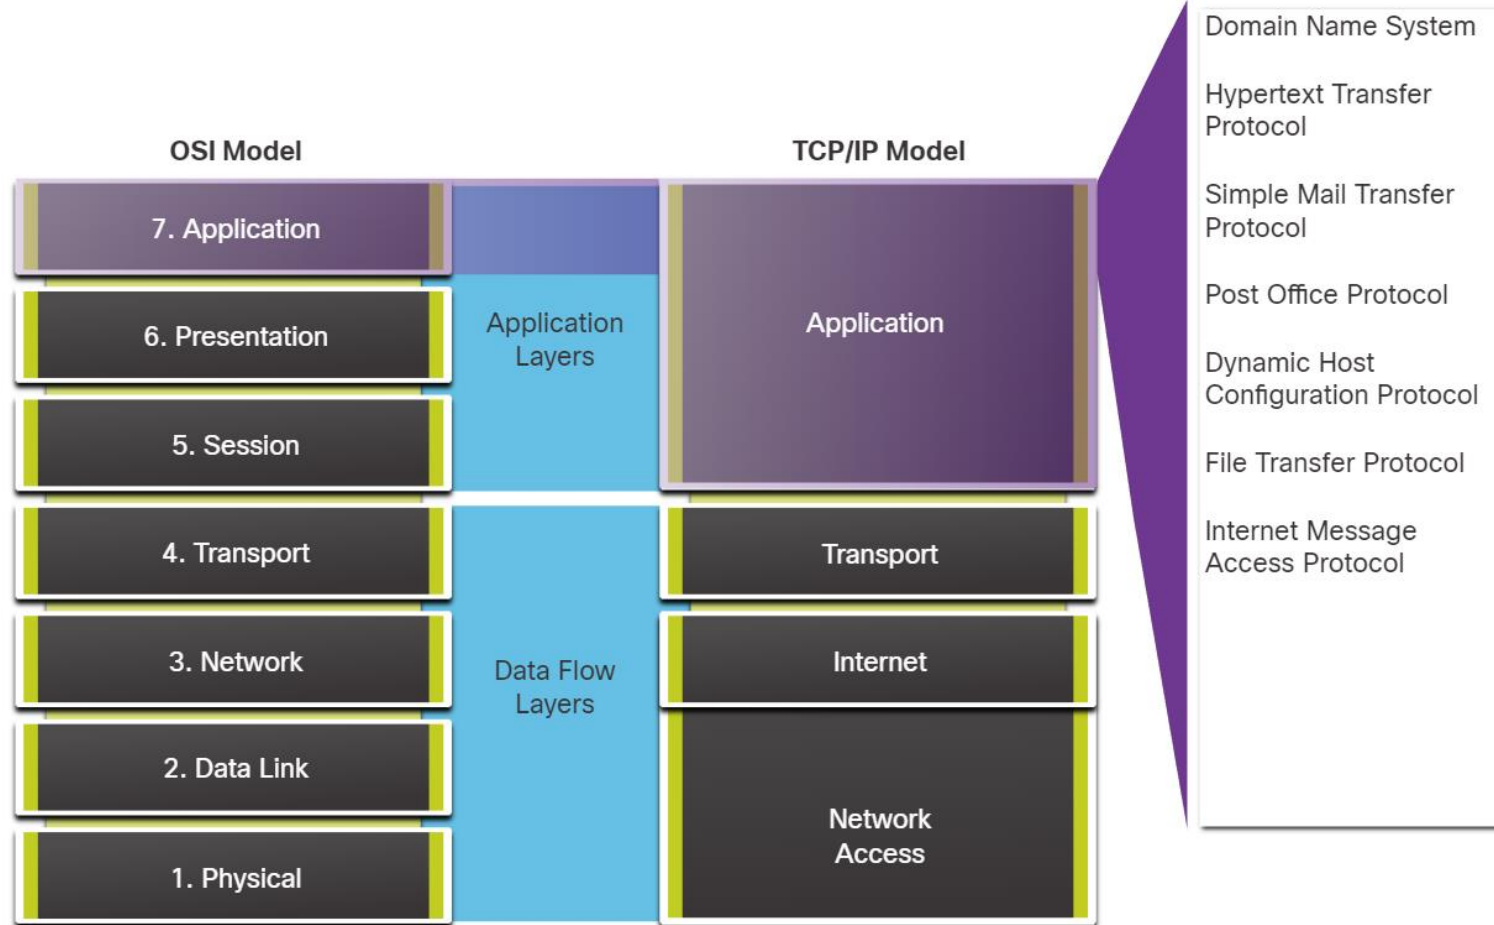 OSI Model
7. Application
6. Presentation
5. Session
4. Transport
3. Network
2. Data Link
1. Physical
Application
Layers
Data Flow
Layers
TCP/IP Model
Application
Transport
Internet
Network
Access
Domain Name System
Hypertext Transfer
Protocol
Simple Mail Transfer
Protocol
Post Office Protocol
Dynamic Host
Configuration Protocol
File Transfer Protocol
Internet Message
Access Protocol